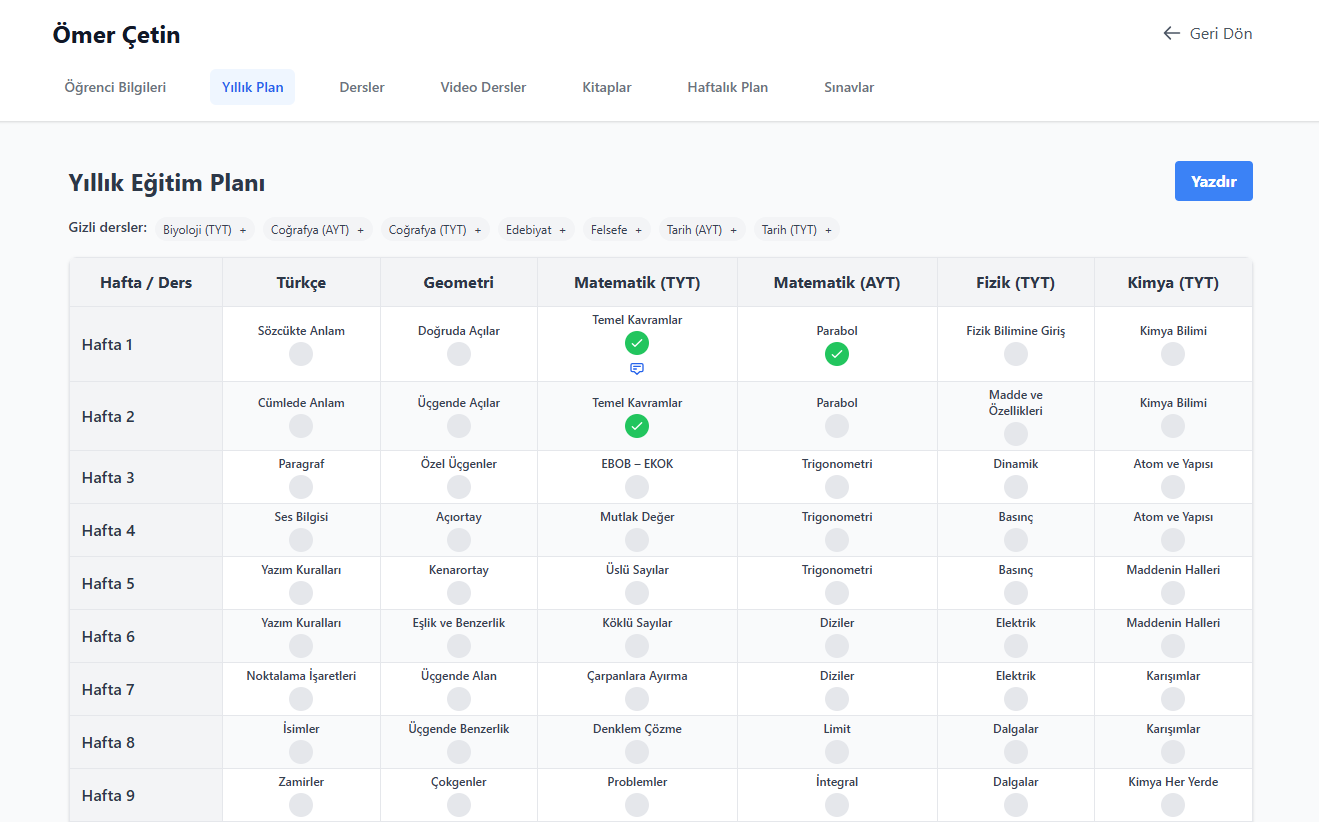 Ömer Çetin
Geri Dön
Öğrenci Bilgileri Yıllık Plan Dersler Video Dersler Kitaplar Haftalık Plan Sınavlar
Yıllık Eğitim Planı
Yazdır
Gizli dersler: Biyoloji (TYT) + Coğrafya (AYT) + Coğrafya (TYT) + Edebiyat + Felsefe + Tarih (AYT) + Tarih (TYT) +
Hafta / Ders Türkçe Geometri Matematik (TYT) Matematik (AYT) Fizik (TYT) Kimya (TYT)
Hafta 1 Sözcükte Anlam Doğruda Açılar Temel Kavramlar Parabol Fizik Bilimine Giriş Kimya Bilimi
Hafta 2 Cümlede Anlam Üçgende Açılar Temel Kavramlar Parabol Madde ve Özellikleri Kimya Bilimi
Hafta 3 Paragraf Özel Üçgenler EBOB – EKOK Trigonometri Dinamik Atom ve Yapısı
Hafta 4 Ses Bilgisi Açıortay Mutlak Değer Trigonometri Basınç Atom ve Yapısı
Hafta 5 Yazım Kuralları Kenarortay Üslü Sayılar Trigonometri Basınç Maddenin Halleri
Hafta 6 Yazım Kuralları Eşlik ve Benzerlik Köklü Sayılar Diziler Elektrik Maddenin Halleri
Hafta 7 Noktalama İşaretleri Üçgende Alan Çarpanlara Ayırma Diziler Elektrik Karışımlar
Hafta 8 İsimler Üçgende Benzerlik Denklem Çözme Limit Dalgalar Karışımlar
Hafta 9 Zamirler Çokgenler Problemler İntegral Dalgalar Kimya Her Yerde